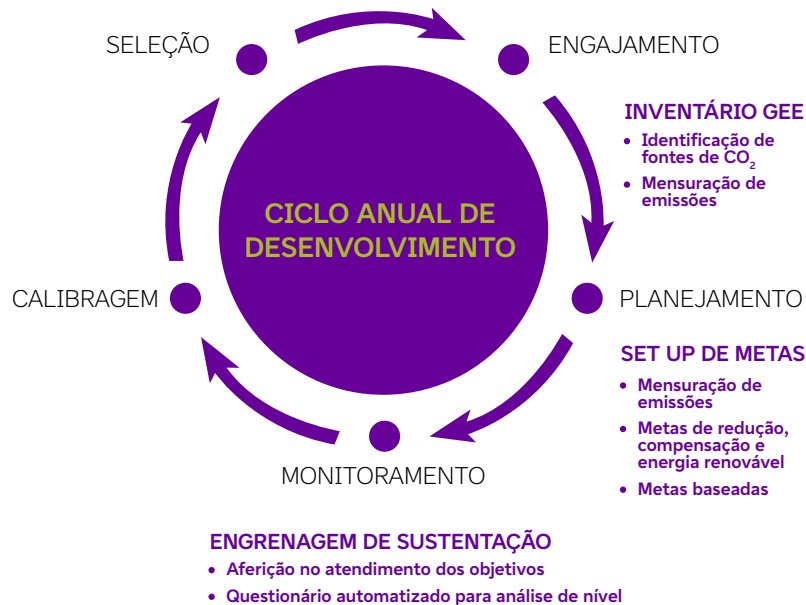 SELEÇÃO
ENGAJAMENTO
INVENTÁRIO GEE
• Identificação de
fontes de CO₂
• Mensuração de
emissões
CICLO ANUAL DE
DESENVOLVIMENTO
CALIBRAGEM
PLANEJAMENTO
SET UP DE METAS
• Mensuração de
emissões
• Metas de redução,
compensação e
energia renovável
• Metas baseadas
MONITORAMENTO
ENGRENAGEM DE SUSTENTAÇÃO
• Aferição no atendimento dos objetivos
• Questionário automatizado para análise de nível